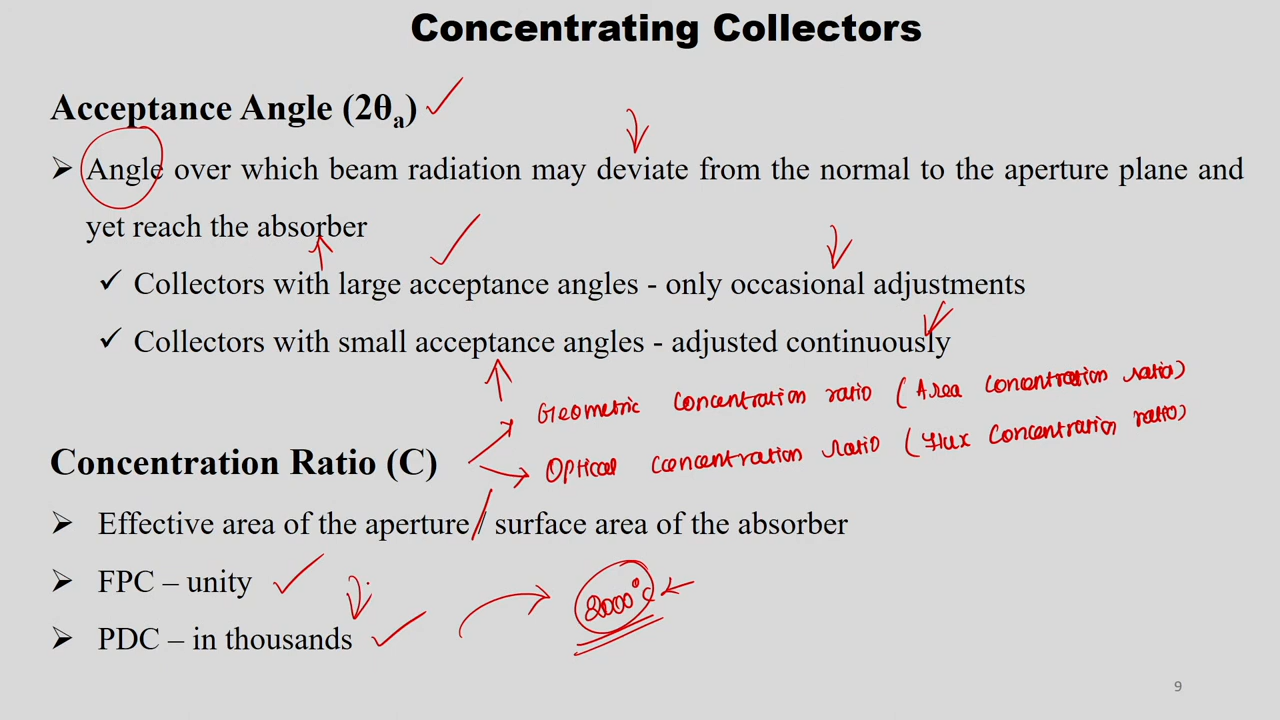 Concentrating Collectors
Acceptance Angle (2θa)
Angle over which beam radiation may deviate from the normal to the aperture plane and
yet reach the absorber
Collectors with large acceptance angles - only occasional adjustments
Collectors with small acceptance angles - adjusted continuously
Geometric Concentration ratio (Area Concentration ratio)
Optical Concentration ratio (Flux Concentration ratio)
Concentration Ratio (C)
Effective area of the aperture / surface area of the absorber
FPC – unity
PDC – in thousands
9